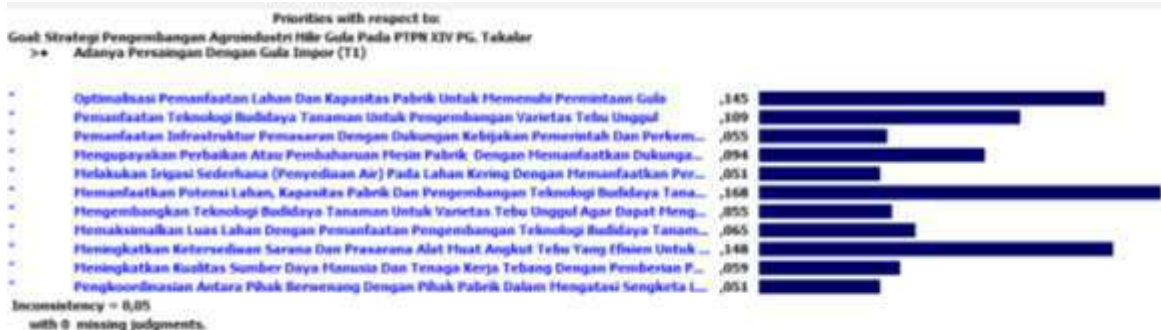 Priorities with respect to:
Goal: Strategi Pengembangan Agroindustri Hilir Gula Pada PTPN XIV PG. Takalar
>• Adanya Persaingan Dengan Gula Impor (T1)
Optimalisasi Pemanfaatan Lahan Dan Kapasitas Pabrik Untuk Memenuhi Permintaan Gula ,145
Pemanfaatan Teknologi Budidaya Tanaman Untuk Pengembangan Varietas Tebu Unggul ,109
Pemanfaatan Infrastruktur Pemasaran Dengan Dukungan Kebijakan Pemerintah Dan Perkem... ,055
Mengupayakan Perbaikan Atau Pembaharuan Mesin Pabrik Dengan Memanfaatkan Dukunga... ,094
Melakukan Irigasi Sederhana (Penyediaan Air) Pada Lahan Kering Dengan Memanfaatkan Per... ,051
Memanfaatkan Potensi Lahan, Kapasitas Pabrik Dan Pengembangan Teknologi Budidaya Tana... ,168
Mengembangkan Teknologi Budidaya Tanaman Untuk Varietas Tebu Unggul Agar Dapat Meng... ,055
Memaksimalkan Luas Lahan Dengan Pemanfaatan Pengembangan Teknologi Budidaya Tanam... ,065
Meningkatkan Ketersediaan Sarana Dan Prasarana Alat Muat Angkut Tebu Yang Efisien Untuk ... ,148
Meningkatkan Kualitas Sumber Daya Manusia Dan Tenaga Kerja Tebang Dengan Pemberian P... ,059
Pengkoordinasian Antara Pihak Berwenang Dengan Pihak Pabrik Dalam Mengatasi Sengketa L... ,051
Inconsistency = 0,05
with 0 missing judgments.